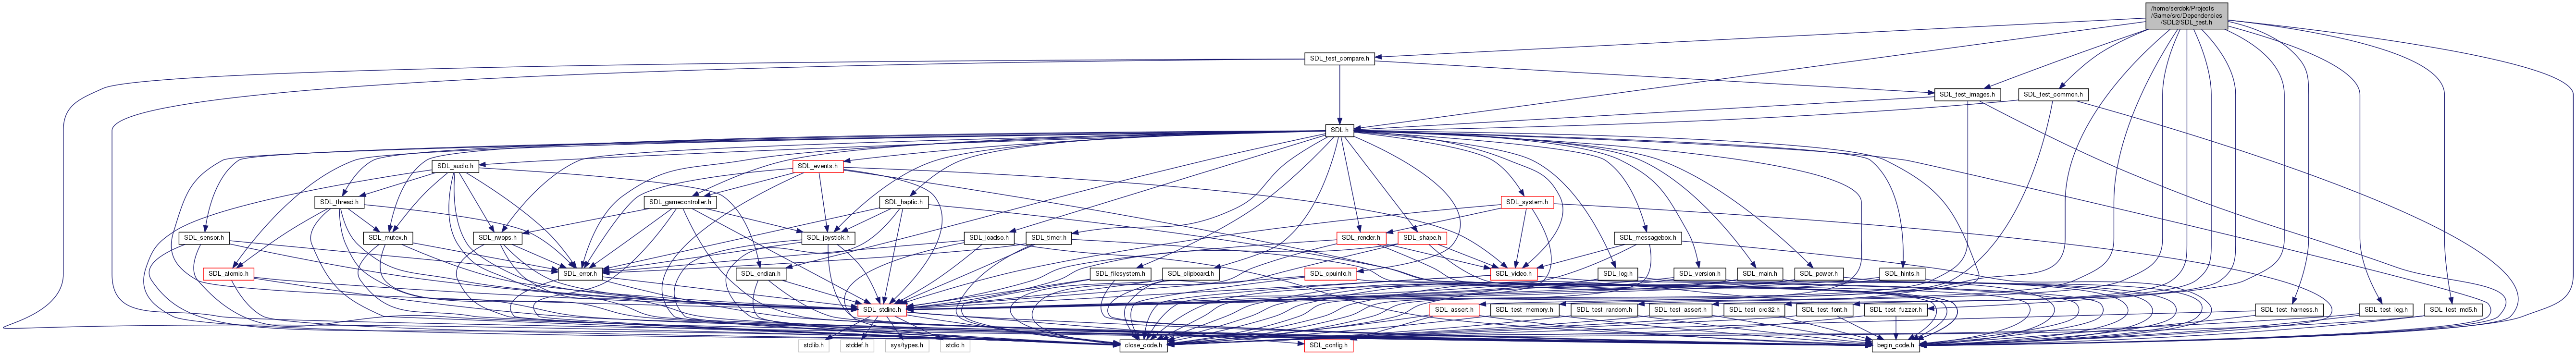 /home/serdok/Projects
/Game/src/Dependencies
/SDL2/SDL_test.h
SDL_test_compare.h
SDL_test_images.h
SDL_test_common.h
SDL.h
SDL_audio.h
SDL_events.h
SDL_thread.h
SDL_gamecontroller.h
SDL_haptic.h
SDL_system.h
SDL_sensor.h
SDL_mutex.h
SDL_rwops.h
SDL_joystick.h
SDL_loadso.h
SDL_timer.h
SDL_render.h
SDL_shape.h
SDL_messagebox.h
SDL_atomic.h
SDL_error.h
SDL_endian.h
SDL_filesystem.h
SDL_clipboard.h
SDL_cpuinfo.h
SDL_video.h
SDL_log.h
SDL_version.h
SDL_main.h
SDL_power.h
SDL_hints.h
SDL_stdinc.h
SDL_assert.h
SDL_test_memory.h
SDL_test_random.h
SDL_test_assert.h
SDL_test_crc32.h
SDL_test_font.h
SDL_test_fuzzer.h
SDL_test_harness.h
SDL_test_log.h
SDL_test_md5.h
stdlib.h
stddef.h
sys/types.h
stdio.h
close_code.h
SDL_config.h
begin_code.h